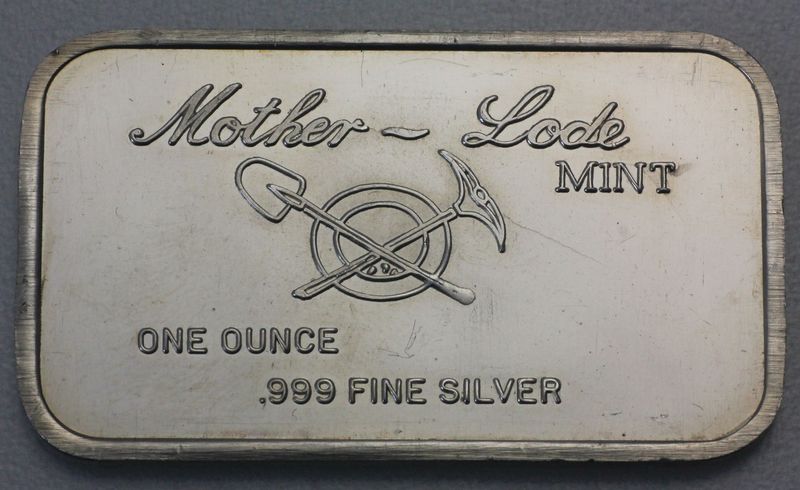 Mother ~ Lode
MINT
ONE OUNCE
.999 FINE SILVER